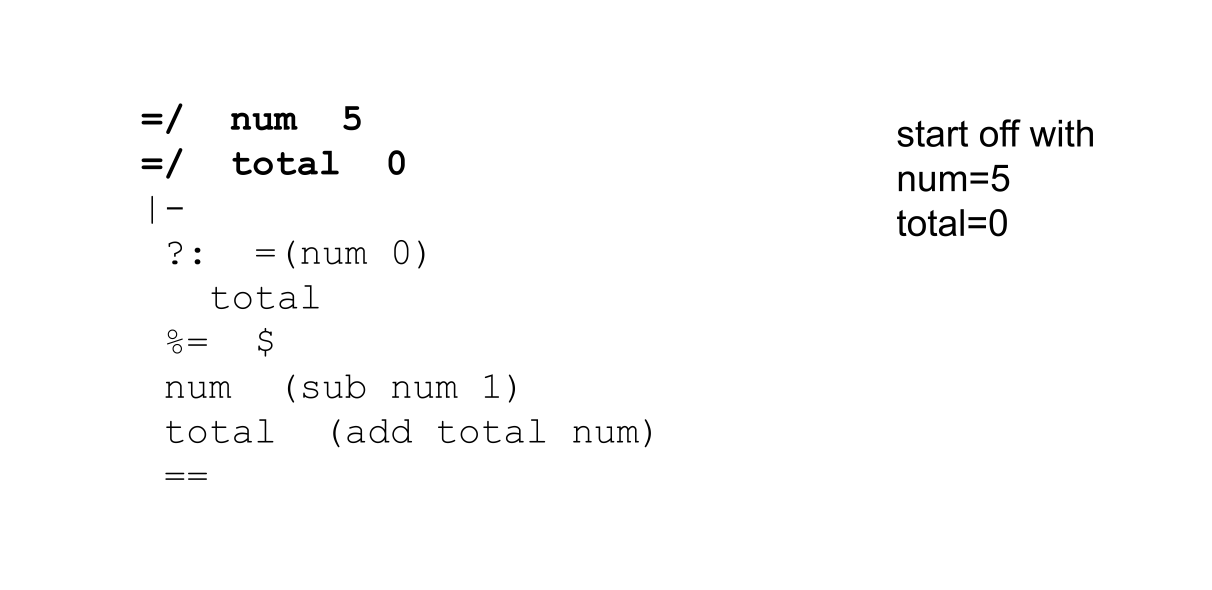 =/  num  5
=/  total  0
|-
 ?:  =(num 0)
   total
 %=  $
 num  (sub num 1)
 total  (add total num)
 ==
start off with
num=5
total=0